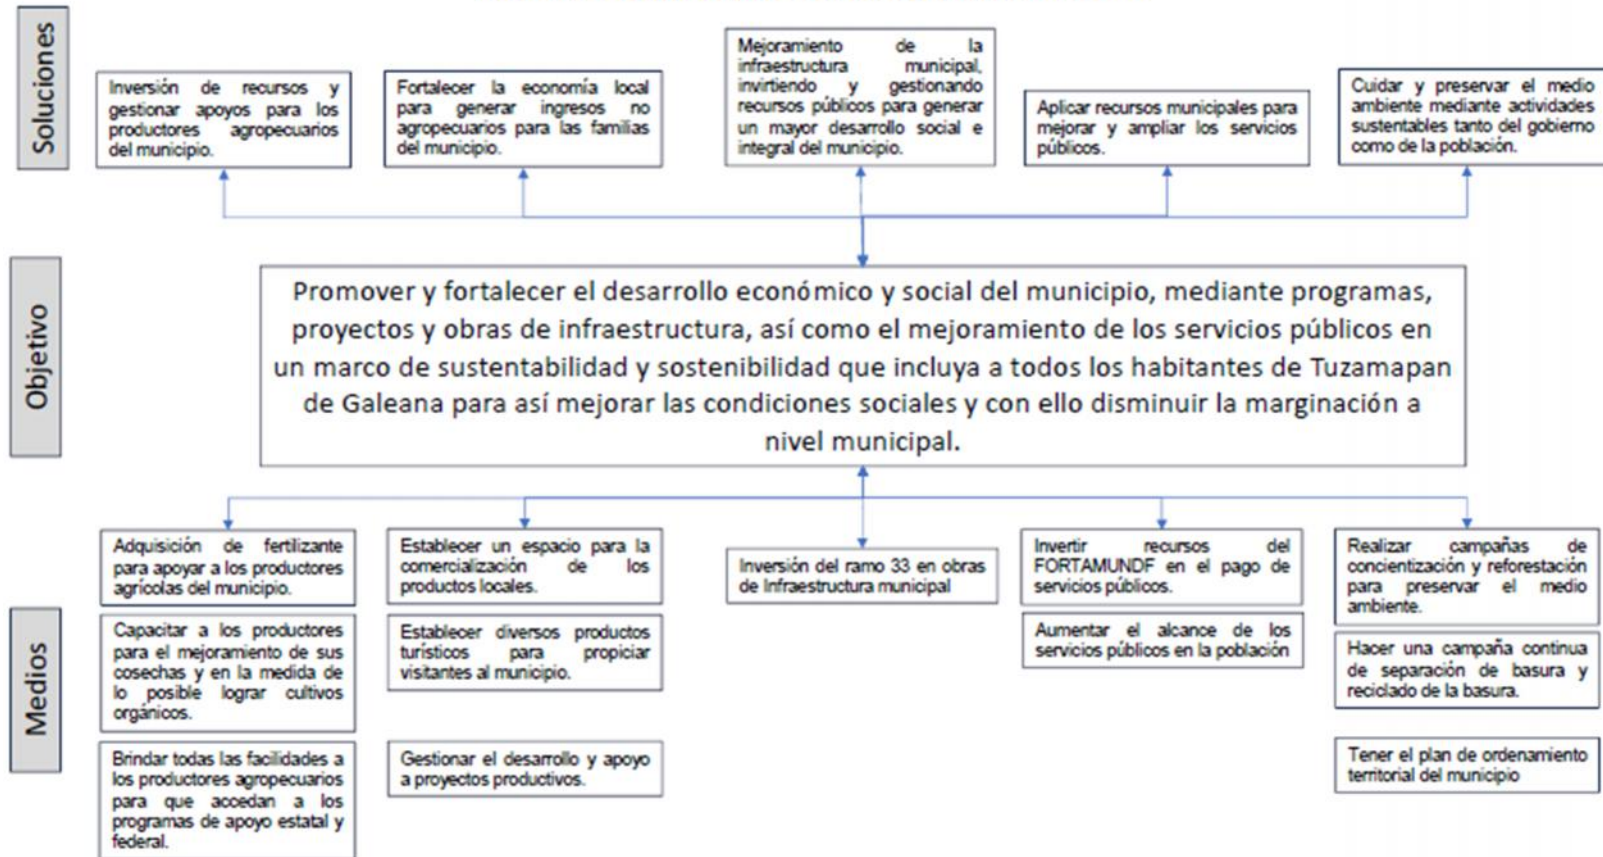 Soluciones
Inversión de recursos y
gestionar apoyos para los
productores agropecuarios
del municipio.
Fortalecer la economía local
para generar ingresos no
agropecuarios para las familias
del municipio.
Mejoramiento de la
infraestructura municipal,
invirtiendo y gestionando
recursos públicos para generar
un mayor desarrollo social e
integral del municipio.
Aplicar recursos municipales para
mejorar y ampliar los servicios
públicos.
Cuidar y preservar el medio
ambiente mediante actividades
sustentables tanto del gobierno
como de la población.
Objetivo
Promover y fortalecer el desarrollo económico y social del municipio, mediante programas,
proyectos y obras de infraestructura, así como el mejoramiento de los servicios públicos en
un marco de sustentabilidad y sostenibilidad que incluya a todos los habitantes de Tuzamapan
de Galeana para así mejorar las condiciones sociales y con ello disminuir la marginación a
nivel municipal.
Medios
Adquisición de fertilizante
para apoyar a los productores
agrícolas del municipio.
Capacitar a los productores
para el mejoramiento de sus
cosechas y en la medida de
lo posible lograr cultivos
orgánicos.
Brindar todas las facilidades a
los productores agropecuarios
para que accedan a los
programas de apoyo estatal y
federal.
Establecer un espacio para la
comercialización de los
productos locales.
Establecer diversos productos
turísticos para propiciar
visitantes al municipio.
Gestionar el desarrollo y apoyo
a proyectos productivos.
Inversión del ramo 33 en obras
de Infraestructura municipal
Invertir recursos del
FORTAMUNDF en el pago de
servicios públicos.
Aumentar el alcance de los
servicios públicos en la población
Realizar campañas de
concientización y reforestación
para preservar el medio
ambiente.
Hacer una campaña continua
de separación de basura y
reciclado de la basura.
Tener el plan de ordenamiento
territorial del municipio